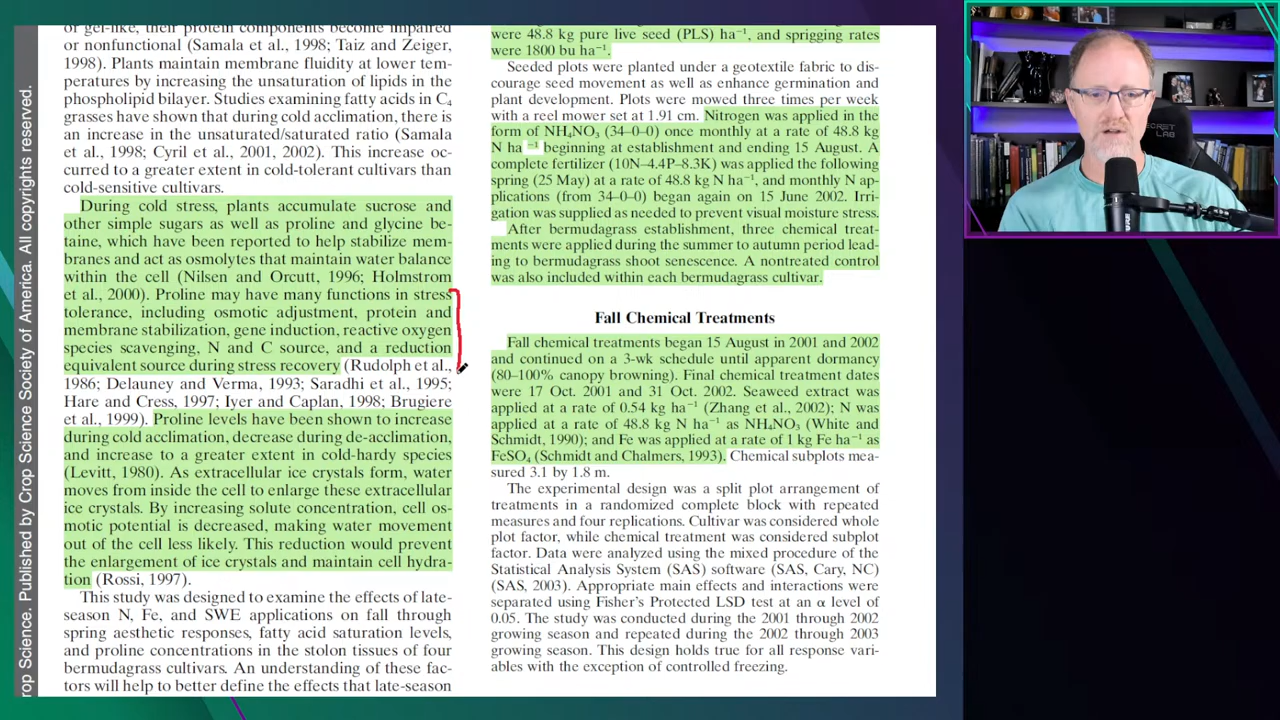 rop Science. Published by Crop Science Society of America. All copyrights reserved.
or gel-like, their protein components become impaired
or nonfunctional (Samala et al., 1998; Taiz and Zeiger,
1998). Plants maintain membrane fluidity at lower tem-
peratures by increasing the unsaturation of lipids in the
phospholipid bilayer. Studies examining fatty acids in C₄
grasses have shown that during cold acclimation, there is
an increase in the unsaturated/saturated ratio (Samala
et al., 1998; Cyril et al., 2001, 2002). This increase oc-
curred to a greater extent in cold-tolerant cultivars than
cold-sensitive cultivars.
During cold stress, plants accumulate sucrose and
other simple sugars as well as proline and glycine be-
taine, which have been reported to help stabilize mem-
branes and act as osmolytes that maintain water balance
within the cell (Nilsen and Orcutt, 1996; Holmstrom
et al., 2000). Proline may have many functions in stress
tolerance, including osmotic adjustment, protein and
membrane stabilization, gene induction, reactive oxygen
species scavenging, N and C source, and a reduction
equivalent source during stress recovery (Rudolph et al.,
1986; Delauney and Verma, 1993; Saradhi et al., 1995;
Hare and Cress, 1997; Iyer and Caplan, 1998; Brugiere
et al., 1999). Proline levels have been shown to increase
during cold acclimation, decrease during de-acclimation,
and increase to a greater extent in cold-hardy species
(Levitt, 1980). As extracellular ice crystals form, water
moves from inside the cell to enlarge these extracellular
ice crystals. By increasing solute concentration, cell os-
motic potential is decreased, making water movement
out of the cell less likely. This reduction would prevent
the enlargement of ice crystals and maintain cell hydra-
tion (Rossi, 1997).
This study was designed to examine the effects of late-
season N, Fe, and SWE applications on fall through
spring aesthetic responses, fatty acid saturation levels,
and proline concentrations in the stolon tissues of four
bermudagrass cultivars. An understanding of these fac-
tors will help to better define the effects that late-season
were 48.8 kg pure live seed (PLS) ha⁻¹, and sprigging rates
were 1800 bu ha⁻¹.
Seeded plots were planted under a geotextile fabric to dis-
courage seed movement as well as enhance germination and
plant development. Plots were mowed three times per week
with a reel mower set at 1.91 cm. Nitrogen was applied in the
form of NH₄NO₃ (34–0–0) once monthly at a rate of 48.8 kg
N ha ⁻¹ beginning at establishment and ending 15 August. A
complete fertilizer (10N–4.4P–8.3K) was applied the following
spring (25 May) at a rate of 48.8 kg N ha⁻¹, and monthly N ap-
plications (from 34–0–0) began again on 15 June 2002. Irri-
gation was supplied as needed to prevent visual moisture stress.
After bermudagrass establishment, three chemical treat-
ments were applied during the summer to autumn period lead-
ing to bermudagrass shoot senescence. A nontreated control
was also included within each bermudagrass cultivar.
Fall Chemical Treatments
Fall chemical treatments began 15 August in 2001 and 2002
and continued on a 3-wk schedule until apparent dormancy
(80–100% canopy browning). Final chemical treatment dates
were 17 Oct. 2001 and 31 Oct. 2002. Seaweed extract was
applied at a rate of 0.54 kg ha⁻¹ (Zhang et al., 2002); N was
applied at a rate of 48.8 kg N ha⁻¹ as NH₄NO₃ (White and
Schmidt, 1990); and Fe was applied at a rate of 1 kg Fe ha⁻¹ as
FeSO₄ (Schmidt and Chalmers, 1993). Chemical subplots mea-
sured 3.1 by 1.8 m.
The experimental design was a split plot arrangement of
treatments in a randomized complete block with repeated
measures and four replications. Cultivar was considered whole
plot factor, while chemical treatment was considered subplot
factor. Data were analyzed using the mixed procedure of the
Statistical Analysis System (SAS) software (SAS, Cary, NC)
(SAS, 2003). Appropriate main effects and interactions were
separated using Fisher's Protected LSD test at an α level of
0.05. The study was conducted during the 2001 through 2002
growing season and repeated during the 2002 through 2003
growing season. This design holds true for all response vari-
ables with the exception of controlled freezing.